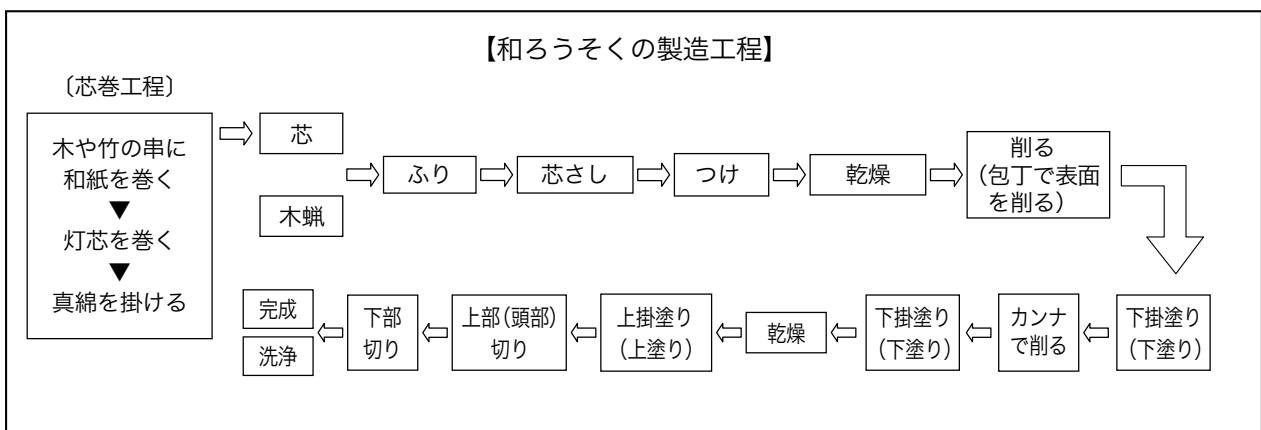 【和ろうそくの製造工程】
〔芯巻工程〕
木や竹の串に
和紙を巻く
▼
灯芯を巻く
▼
真綿を掛ける
芯
木蝋
ふり
芯さし
つけ
乾燥
削る
(包丁で表面
を削る)
下掛塗り
(下塗り)
カンナ
で削る
下掛塗り
(下塗り)
乾燥
上掛塗り
(上塗り)
上部(頭部)
切り
下部
切り
完成
洗浄